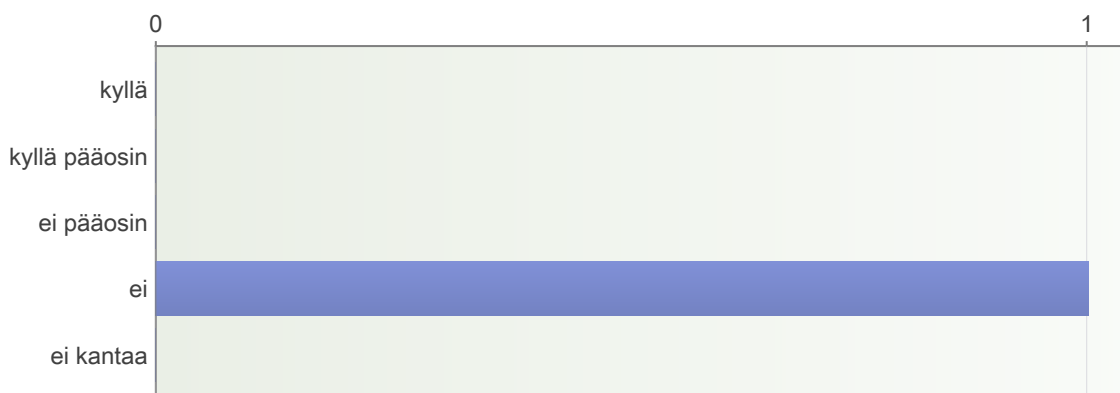 0 1
kyllä
kyllä pääosin
ei pääosin
ei
ei kantaa